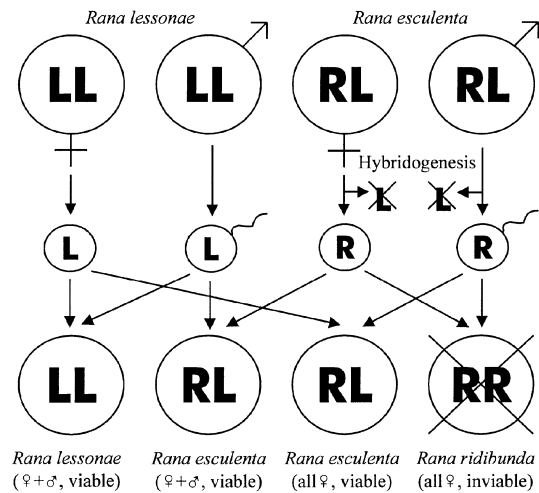 Rana lessonae Rana esculenta
LL LL RL RL
Hybridogenesis
L L
L L R R
LL RL RL RR
Rana lessonae Rana esculenta Rana esculenta Rana ridibunda
(♀+♂, viable) (♀+♂, viable) (all♀, viable) (all♀, inviable)